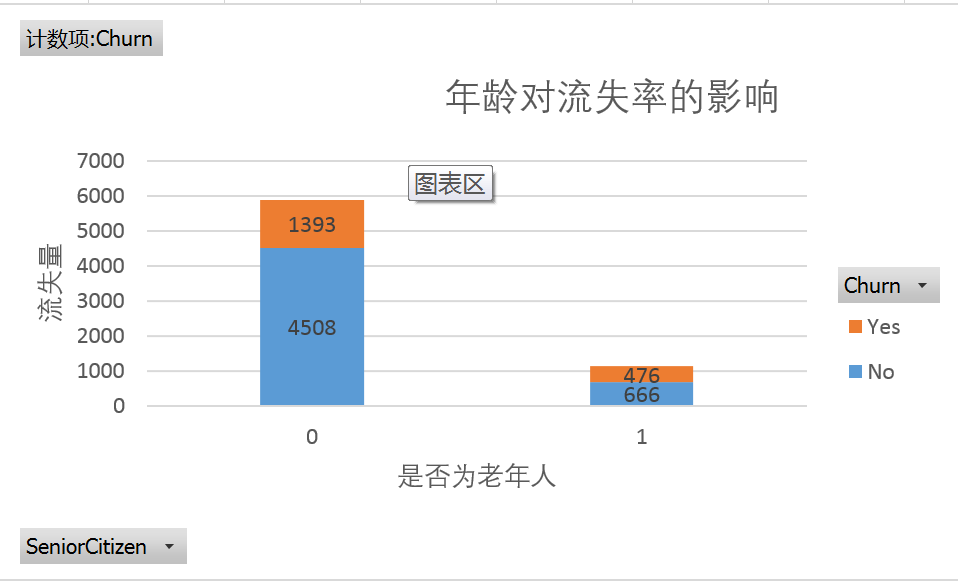 计数项:Churn
年龄对流失率的影响
7000
图表区
6000
1393
5000
4000
流失量
3000
4508
2000
1000
0
476
666
Churn
Yes
No
0
1
是否为老年人
SeniorCitizen